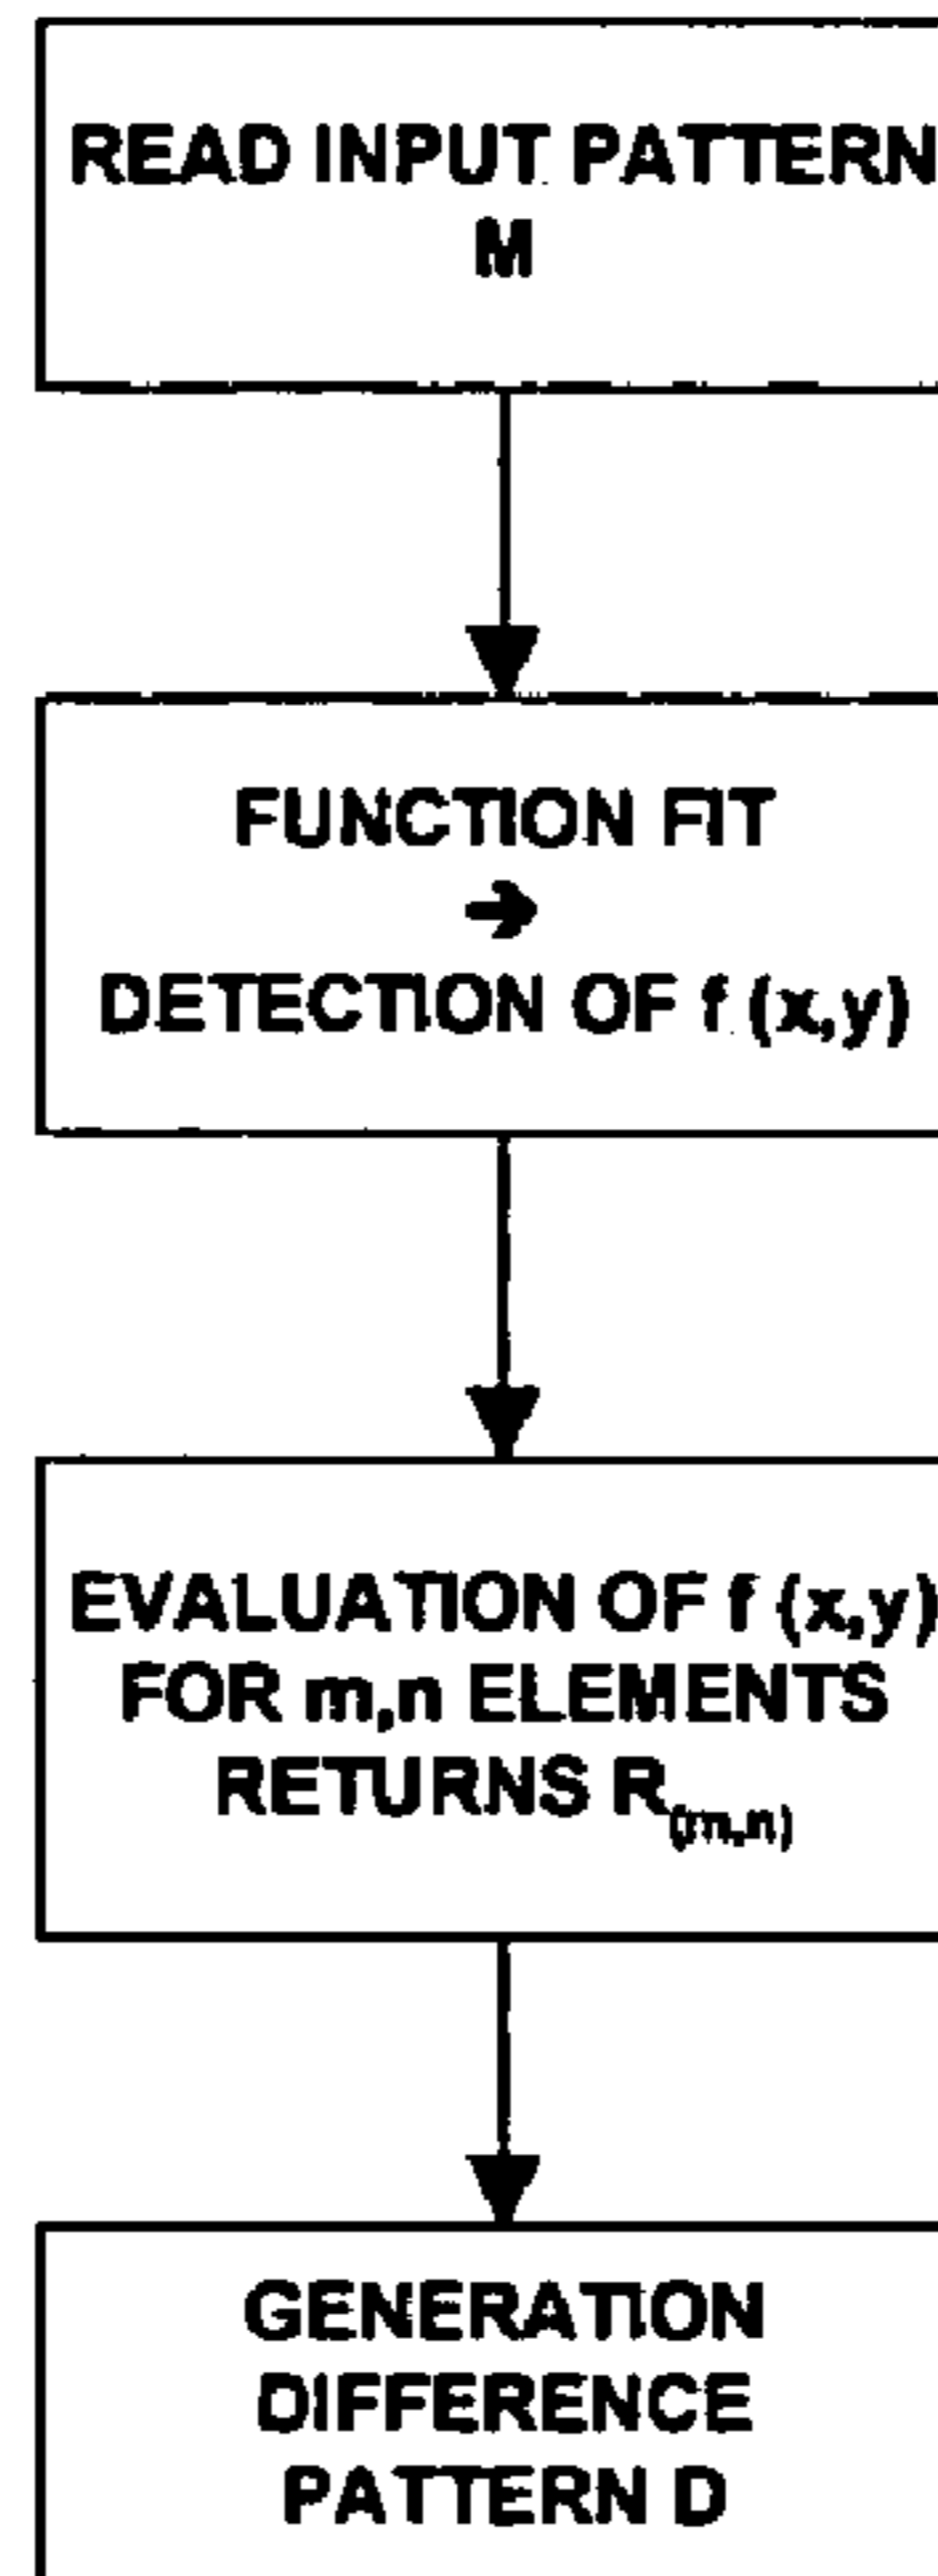 READ INPUT PATTERN
M
FUNCTION FIT
➔
DETECTION OF f (x,y)
EVALUATION OF f (x,y)
FOR m,n ELEMENTS
RETURNS R(m,n)
GENERATION
DIFFERENCE
PATTERN D